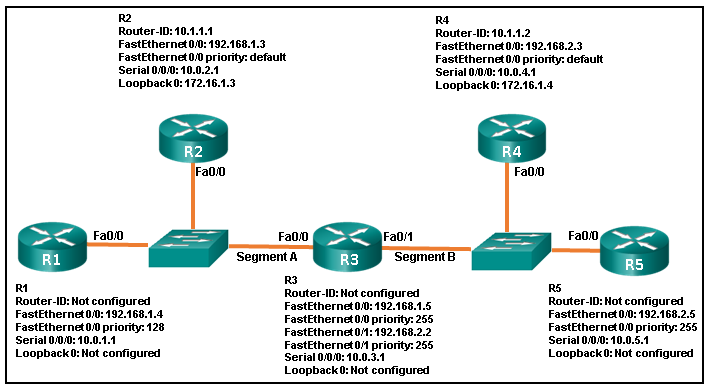 R2
Router-ID: 10.1.1.1
FastEthernet 0/0: 192.168.1.3
FastEthernet 0/0 priority: default
Serial 0/0/0: 10.0.2.1
Loopback 0: 172.16.1.3
R4
Router-ID: 10.1.1.2
FastEthernet 0/0: 192.168.2.3
FastEthernet 0/0 priority: default
Serial 0/0/0: 10.0.4.1
Loopback 0: 172.16.1.4
R2
Fa0/0
R4
Fa0/0
R1
Fa0/0
Segment A
Fa0/0
R3
Fa0/1
Segment B
Fa0/0
R5
R1
Router-ID: Not configured
FastEthernet 0/0: 192.168.1.4
FastEthernet 0/0 priority: 128
Serial 0/0/0: 10.0.1.1
Loopback 0: Not configured
R3
Router-ID: Not configured
FastEthernet 0/0: 192.168.1.5
FastEthernet 0/0 priority: 255
FastEthernet 0/1: 192.168.2.2
FastEthernet 0/1 priority: 255
Serial 0/0/0: 10.0.3.1
Loopback 0: Not configured
R5
Router-ID: Not configured
FastEthernet 0/0: 192.168.2.5
FastEthernet 0/0 priority: 255
Serial 0/0/0: 10.0.5.1
Loopback 0: Not configured